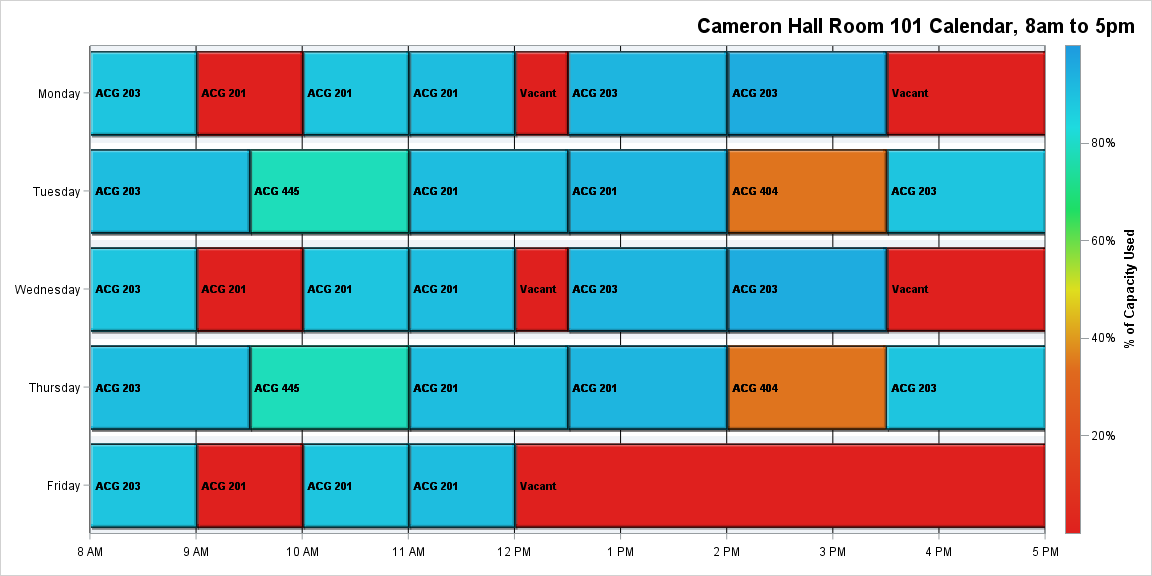 Cameron Hall Room 101 Calendar, 8am to 5pm
Monday ACG 203 ACG 201 ACG 201 ACG 201 Vacant ACG 203 ACG 203 Vacant
Tuesday ACG 203 ACG 445 ACG 201 ACG 201 ACG 404 ACG 203
Wednesday ACG 203 ACG 201 ACG 201 ACG 201 Vacant ACG 203 ACG 203 Vacant
Thursday ACG 203 ACG 445 ACG 201 ACG 201 ACG 404 ACG 203
Friday ACG 203 ACG 201 ACG 201 ACG 201 Vacant
8 AM 9 AM 10 AM 11 AM 12 PM 1 PM 2 PM 3 PM 4 PM 5 PM
80%
60%
40%
20%
% of Capacity Used